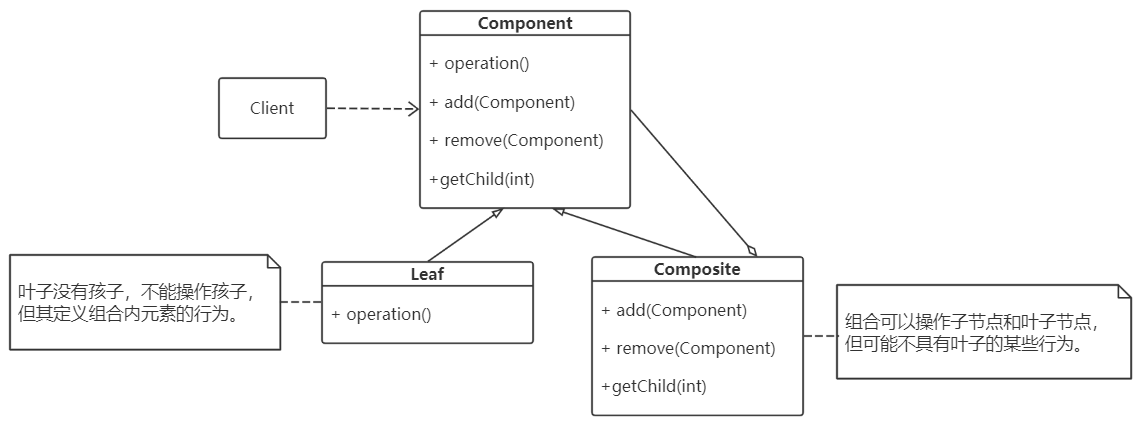 Component
+ operation()
+ add(Component)
+ remove(Component)
+getChild(int)
Client
Leaf
+ operation()
叶子没有孩子，不能操作孩子，
但其定义组合内元素的行为。
Composite
+ add(Component)
+ remove(Component)
+getChild(int)
组合可以操作子节点和叶子节点，
但可能不具有叶子的某些行为。